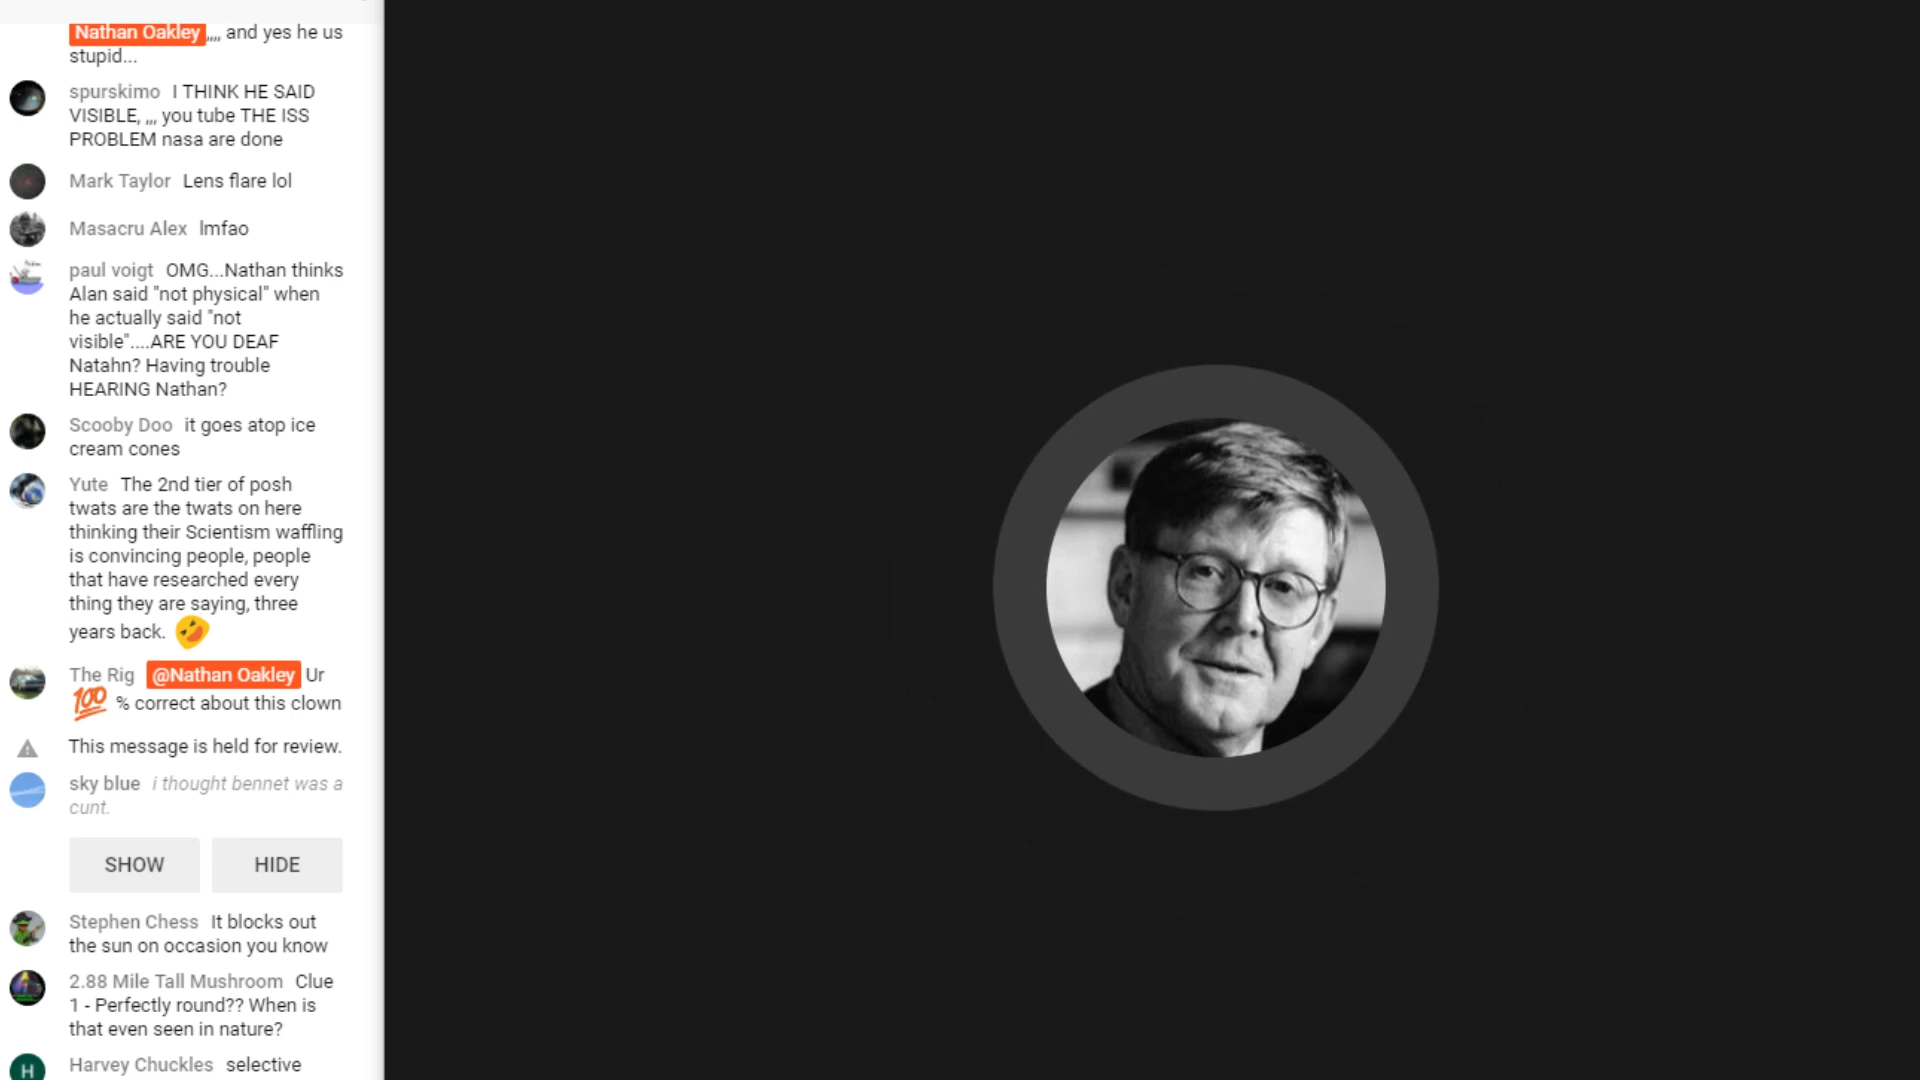 Nathan Oakley ,,,, and yes he us
stupid...
spurskimo I THINK HE SAID
VISIBLE, ,,, you tube THE ISS
PROBLEM nasa are done
Mark Taylor Lens flare lol
Masacru Alex lmfao
paul voigt OMG...Nathan thinks
Alan said "not physical" when
he actually said "not
visible"....ARE YOU DEAF
Natahn? Having trouble
HEARING Nathan?
Scooby Doo it goes atop ice
cream cones
Yute The 2nd tier of posh
twats are the twats on here
thinking their Scientism waffling
is convincing people, people
that have researched every
thing they are saying, three
years back. 🤣
The Rig @Nathan Oakley Ur
💯 % correct about this clown
This message is held for review.
sky blue i thought bennet was a
cunt.
SHOW HIDE
Stephen Chess It blocks out
the sun on occasion you know
2.88 Mile Tall Mushroom Clue
1 - Perfectly round?? When is
that even seen in nature?
H Harvey Chuckles selective